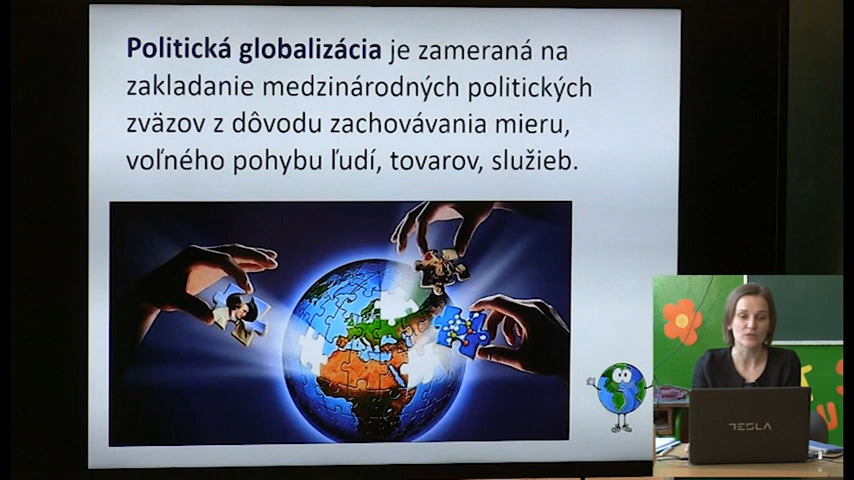 Politická globalizácia je zameraná na
zakladanie medzinárodných politických
zväzov z dôvodu zachovávania mieru,
voľného pohybu ľudí, tovarov, služieb.
TESLA